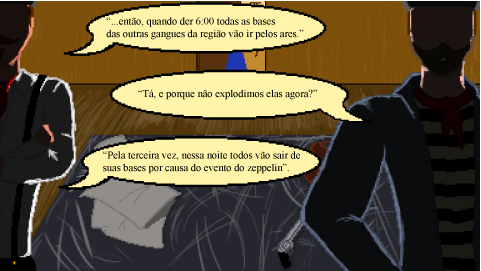 “...então, quando der 6:00 todas as bases
das outras gangues da região vão ir pelos ares.”
“Tá, e porque não explodimos elas agora?”
“Pela terceira vez, nessa noite todos vão sair de
suas bases por causa do evento do zeppelin”.